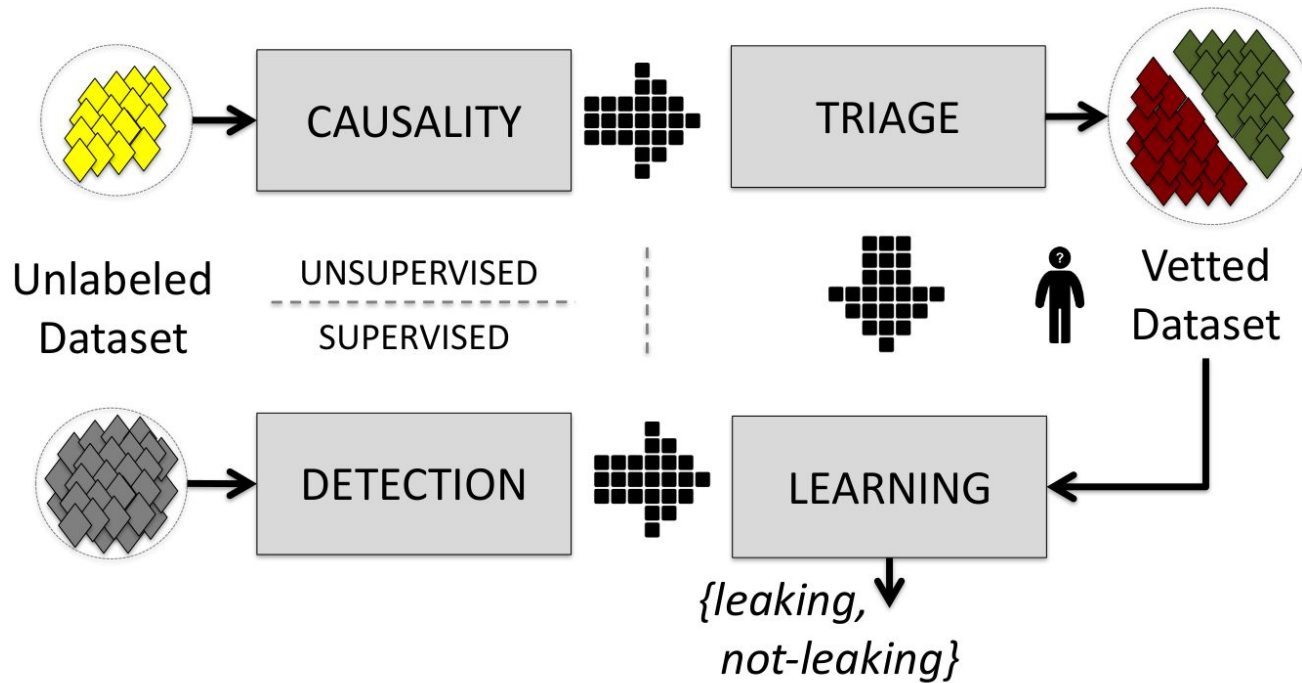 CAUSALITY
TRIAGE
Unlabeled
Dataset
UNSUPERVISED
SUPERVISED
?
Vetted
Dataset
DETECTION
LEARNING
{leaking,
not-leaking}